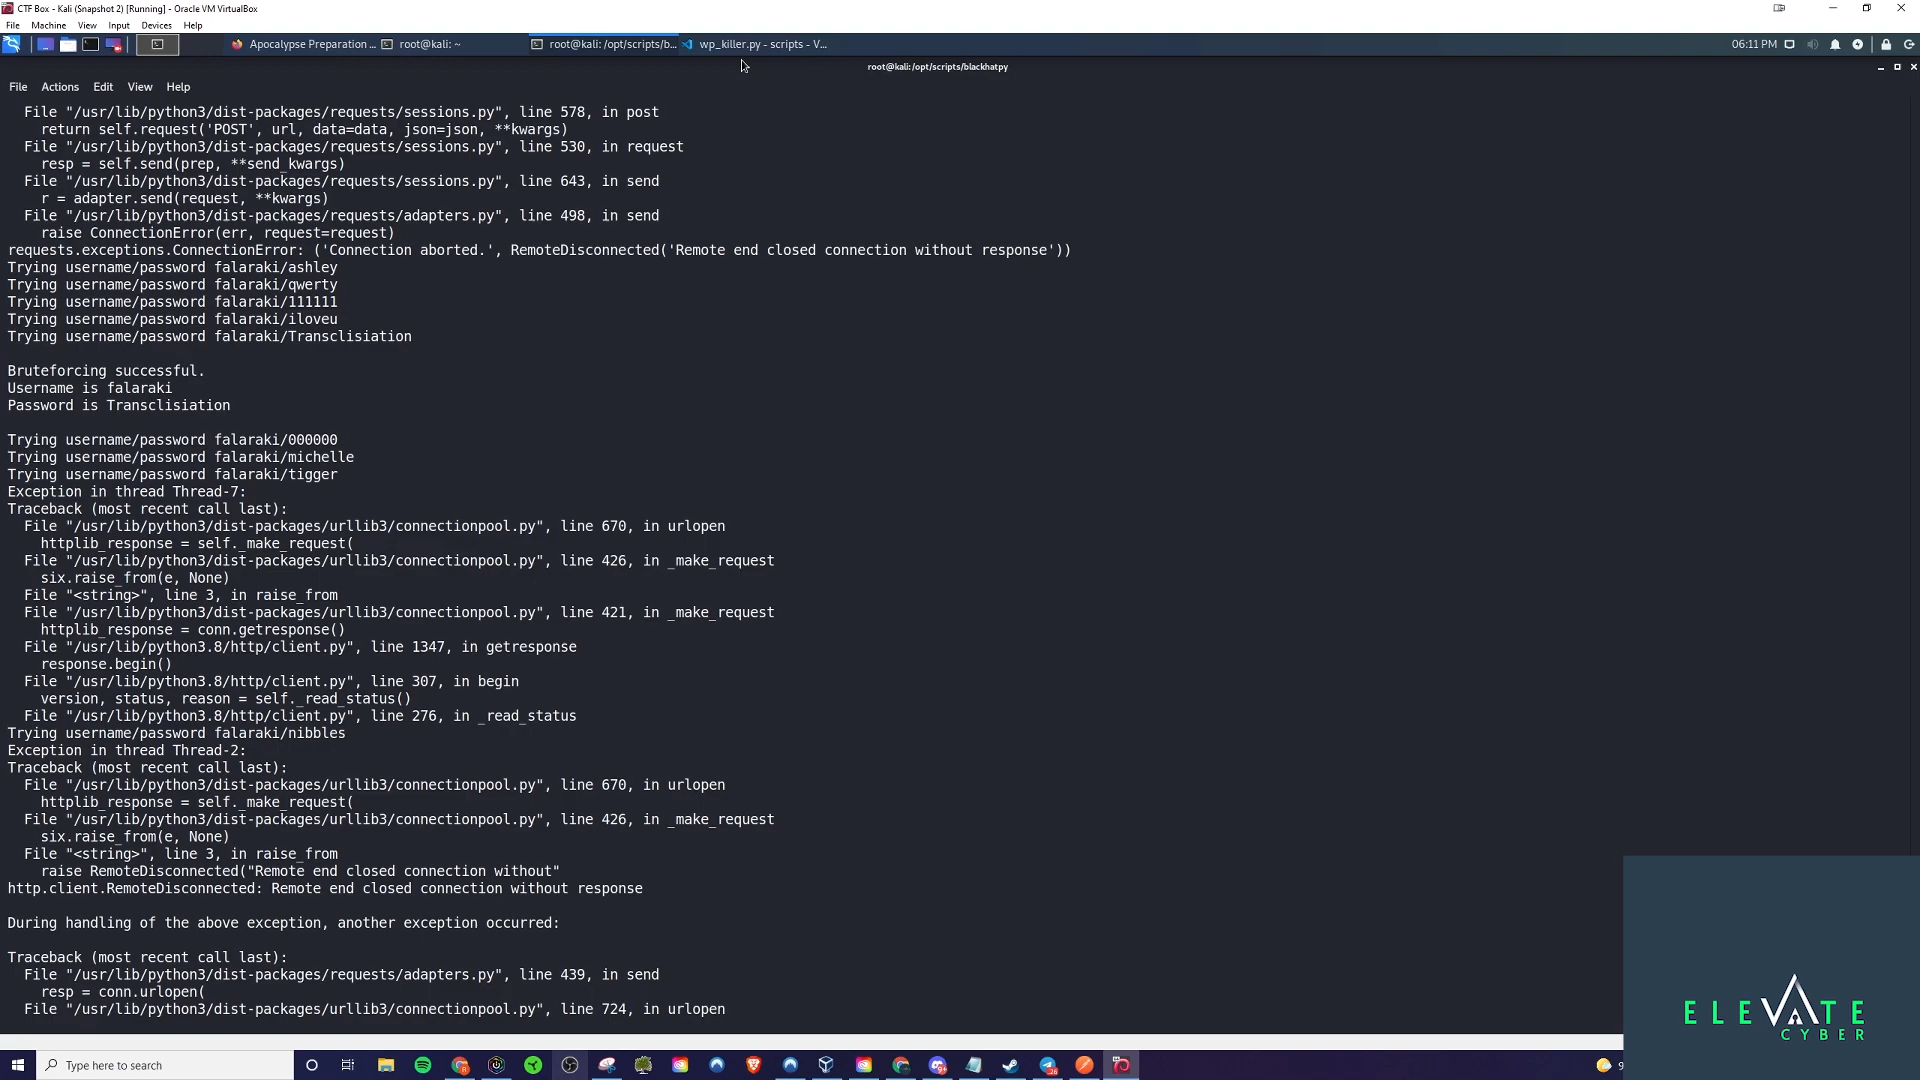 CTF Box - Kali (Snapshot 2) [Running] - Oracle VM VirtualBox
File Machine View Input Devices Help
Apocalypse Preparation ... root@kali: ~ root@kali: /opt/scripts/b... wp_killer.py - scripts - V... 06:11 PM
root@kali:/opt/scripts/blackhatpy
File Actions Edit View Help
File "/usr/lib/python3/dist-packages/requests/sessions.py", line 578, in post
return self.request('POST', url, data=data, json=json, **kwargs)
File "/usr/lib/python3/dist-packages/requests/sessions.py", line 530, in request
resp = self.send(prep, **send_kwargs)
File "/usr/lib/python3/dist-packages/requests/sessions.py", line 643, in send
r = adapter.send(request, **kwargs)
File "/usr/lib/python3/dist-packages/requests/adapters.py", line 498, in send
raise ConnectionError(err, request=request)
requests.exceptions.ConnectionError: ('Connection aborted.', RemoteDisconnected('Remote end closed connection without response'))
Trying username/password falaraki/ashley
Trying username/password falaraki/qwerty
Trying username/password falaraki/111111
Trying username/password falaraki/iloveu
Trying username/password falaraki/Transclisiation
Bruteforcing successful.
Username is falaraki
Password is Transclisiation
Trying username/password falaraki/000000
Trying username/password falaraki/michelle
Trying username/password falaraki/tigger
Exception in thread Thread-7:
Traceback (most recent call last):
File "/usr/lib/python3/dist-packages/urllib3/connectionpool.py", line 670, in urlopen
httplib_response = self._make_request(
File "/usr/lib/python3/dist-packages/urllib3/connectionpool.py", line 426, in _make_request
six.raise_from(e, None)
File "<string>", line 3, in raise_from
File "/usr/lib/python3/dist-packages/urllib3/connectionpool.py", line 421, in _make_request
httplib_response = conn.getresponse()
File "/usr/lib/python3.8/http/client.py", line 1347, in getresponse
response.begin()
File "/usr/lib/python3.8/http/client.py", line 307, in begin
version, status, reason = self._read_status()
File "/usr/lib/python3.8/http/client.py", line 276, in _read_status
Trying username/password falaraki/nibbles
Exception in thread Thread-2:
Traceback (most recent call last):
File "/usr/lib/python3/dist-packages/urllib3/connectionpool.py", line 670, in urlopen
httplib_response = self._make_request(
File "/usr/lib/python3/dist-packages/urllib3/connectionpool.py", line 426, in _make_request
six.raise_from(e, None)
File "<string>", line 3, in raise_from
raise RemoteDisconnected("Remote end closed connection without"
http.client.RemoteDisconnected: Remote end closed connection without response
During handling of the above exception, another exception occurred:
Traceback (most recent call last):
File "/usr/lib/python3/dist-packages/requests/adapters.py", line 439, in send
resp = conn.urlopen(
File "/usr/lib/python3/dist-packages/urllib3/connectionpool.py", line 724, in urlopen
ELEVATE
CYBER
Type here to search